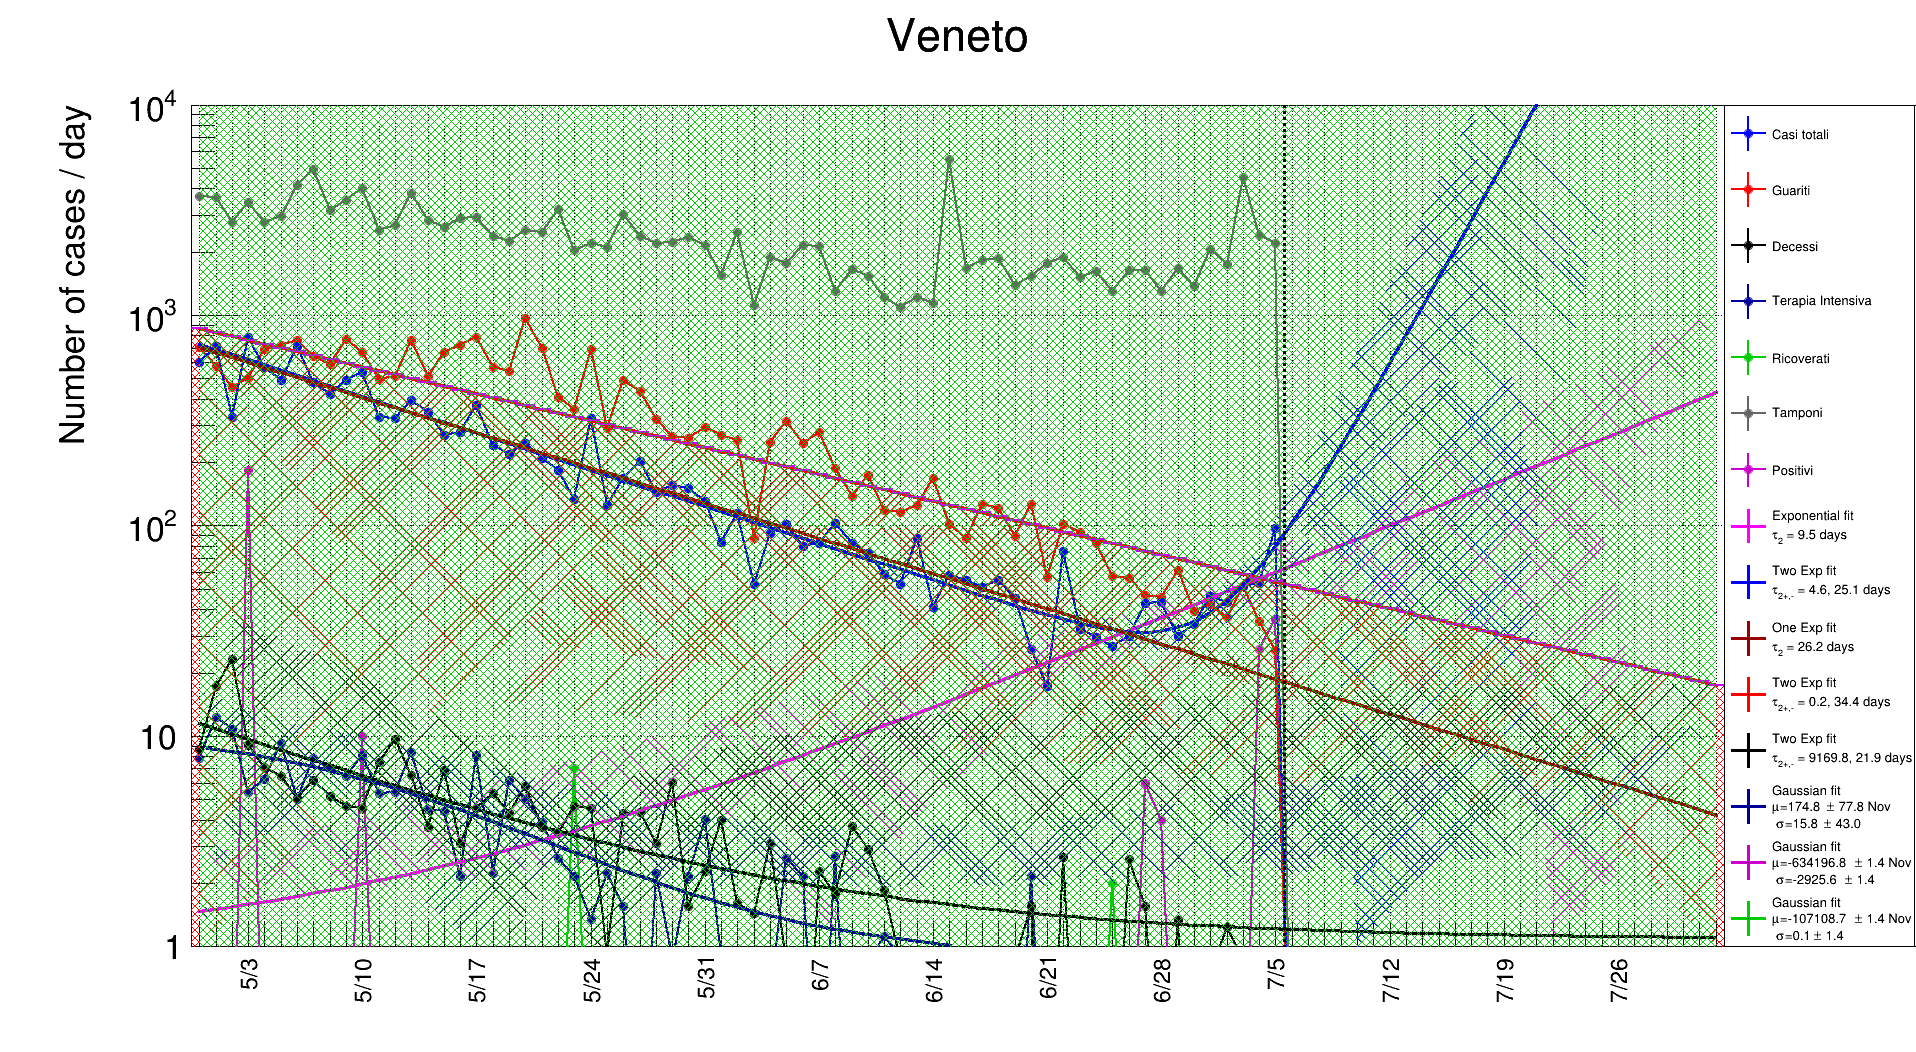 Veneto
Number of cases / day
10⁴
10³
10²
10
1
5/3
5/10
5/17
5/24
5/31
6/7
6/14
6/21
6/28
7/5
7/12
7/19
7/26
Casi totali
Guariti
Decessi
Terapia Intensiva
Ricoverati
Tamponi
Positivi
Exponential fit
τ₂ = 9.5 days
Two Exp fit
τ₂₊,₋ = 4.6, 25.1 days
One Exp fit
τ₂ = 26.2 days
Two Exp fit
τ₂₊,₋ = 0.2, 34.4 days
Two Exp fit
τ₂₊,₋ = 9169.8, 21.9 days
Gaussian fit
μ=174.8 ± 77.8 Nov
σ=15.8 ± 43.0
Gaussian fit
μ=-634196.8 ± 1.4 Nov
σ=-2925.6 ± 1.4
Gaussian fit
μ=-107108.7 ± 1.4 Nov
σ=0.1 ± 1.4